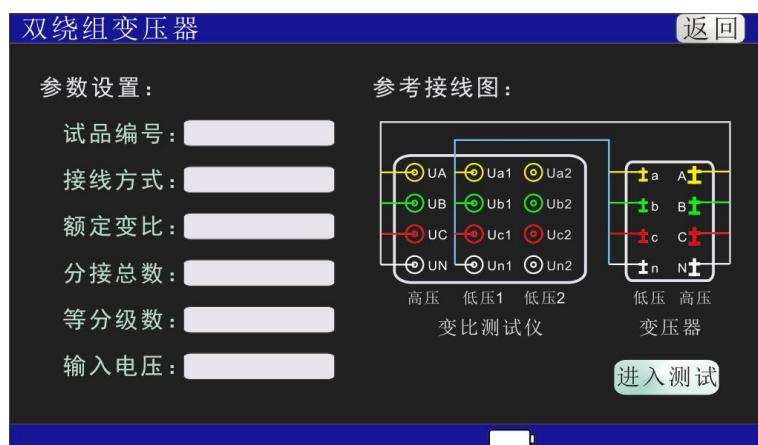 双绕组变压器 返回
参数设置： 参考接线图：
试品编号：
接线方式：
额定变比：
分接总数：
等分级数：
输入电压：
UA Ua1 Ua2 a A
UB Ub1 Ub2 b B
UC Uc1 Uc2 c C
UN Un1 Un2 n N
高压 低压1 低压2 低压 高压
变比测试仪 变压器
进入测试